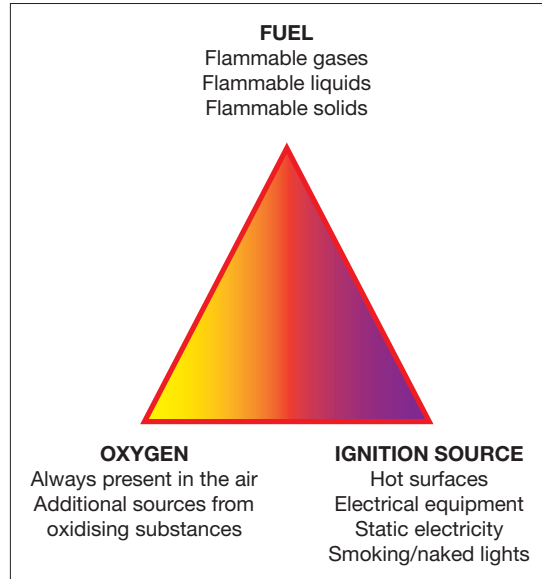 FUEL
Flammable gases
Flammable liquids
Flammable solids
OXYGEN
Always present in the air
Additional sources from
oxidising substances
IGNITION SOURCE
Hot surfaces
Electrical equipment
Static electricity
Smoking/naked lights